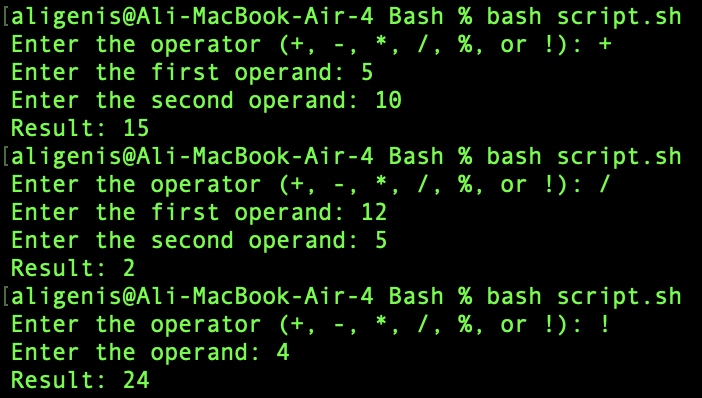 [aligenis@Ali-MacBook-Air-4 Bash % bash script.sh
Enter the operator (+, -, *, /, %, or !): +
Enter the first operand: 5
Enter the second operand: 10
Result: 15
[aligenis@Ali-MacBook-Air-4 Bash % bash script.sh
Enter the operator (+, -, *, /, %, or !): /
Enter the first operand: 12
Enter the second operand: 5
Result: 2
[aligenis@Ali-MacBook-Air-4 Bash % bash script.sh
Enter the operator (+, -, *, /, %, or !): !
Enter the operand: 4
Result: 24